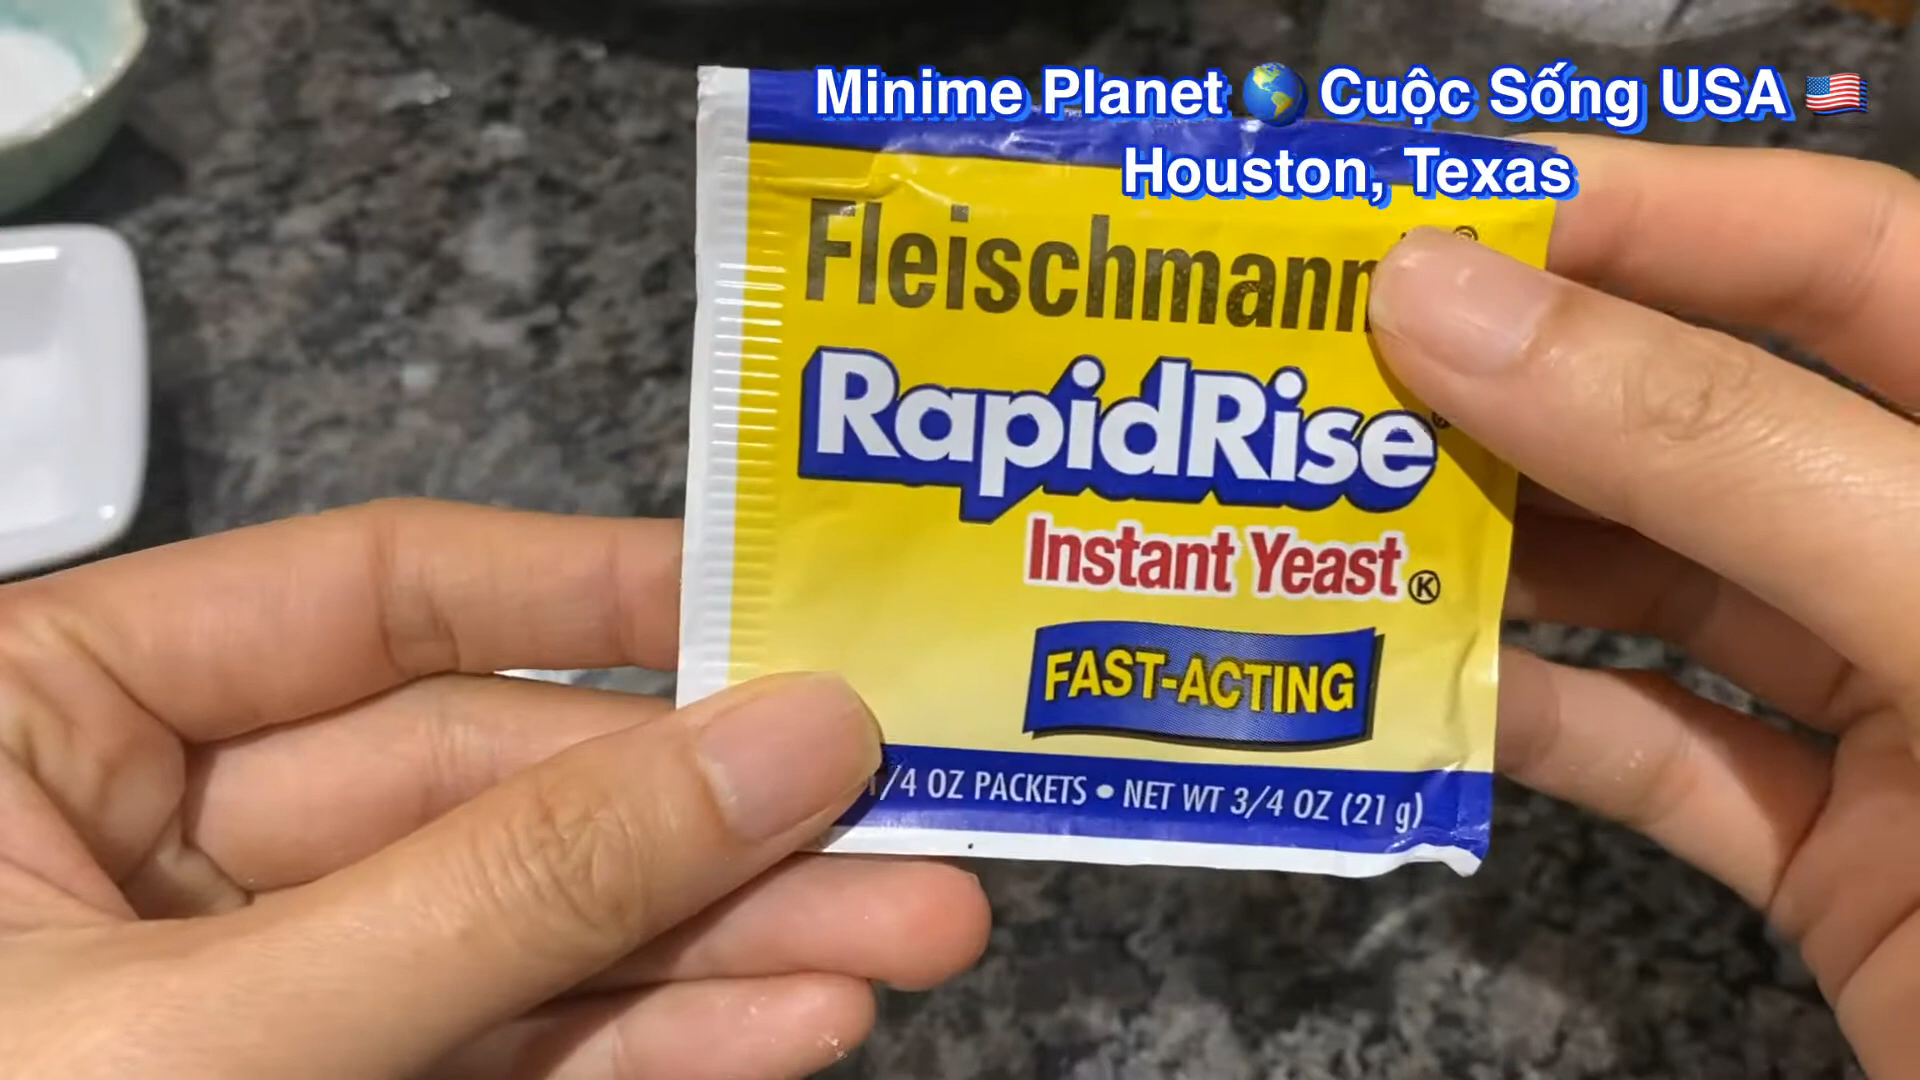 Minime Planet 🌎 Cuộc Sống USA 🇺🇸
Houston, Texas
Fleischmann
RapidRise
Instant Yeast K
FAST-ACTING
1/4 OZ PACKETS • NET WT 3/4 OZ (21 g)